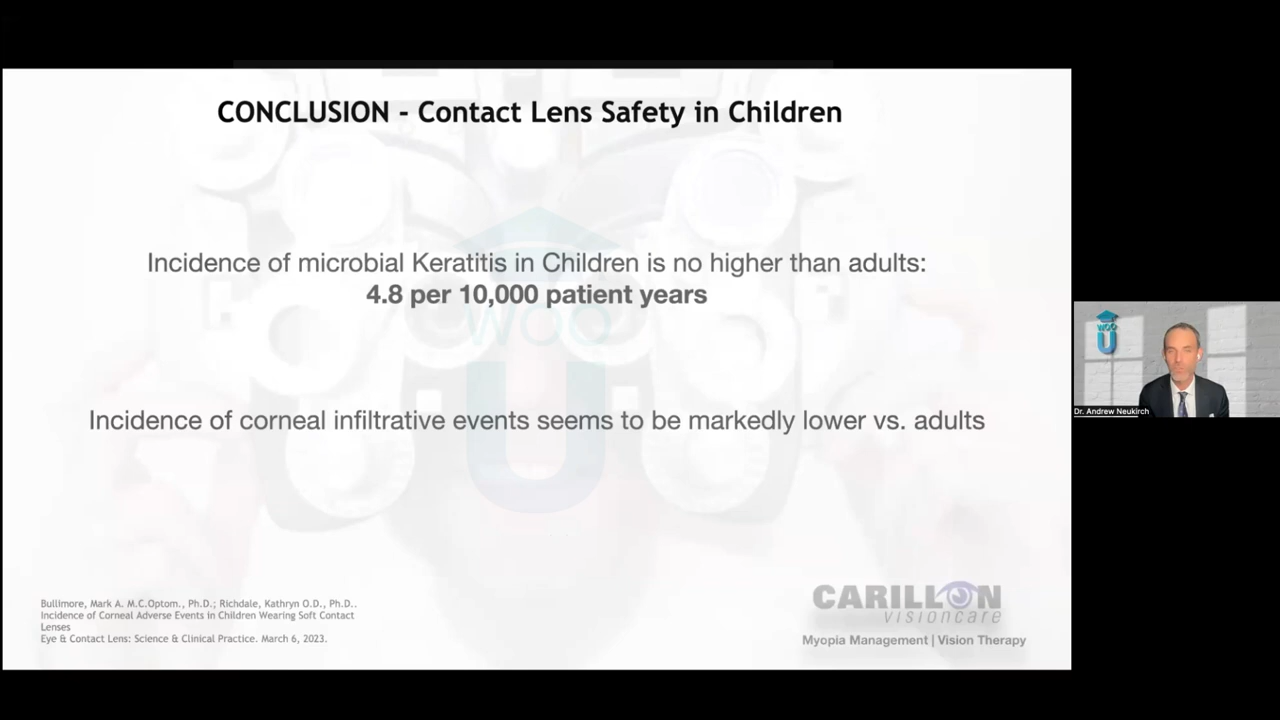 CONCLUSION - Contact Lens Safety in Children
Incidence of microbial Keratitis in Children is no higher than adults:
4.8 per 10,000 patient years
WOO
U
Incidence of corneal infiltrative events seems to be markedly lower vs. adults
Bullimore, Mark A. M.C.Optom., Ph.D.; Richdale, Kathryn O.D., Ph.D..
Incidence of Corneal Adverse Events in Children Wearing Soft Contact
Lenses
Eye & Contact Lens: Science & Clinical Practice. March 6, 2023.
CARILLON
visioncare
Myopia Management | Vision Therapy
WOO
U
Dr. Andrew Neukirch